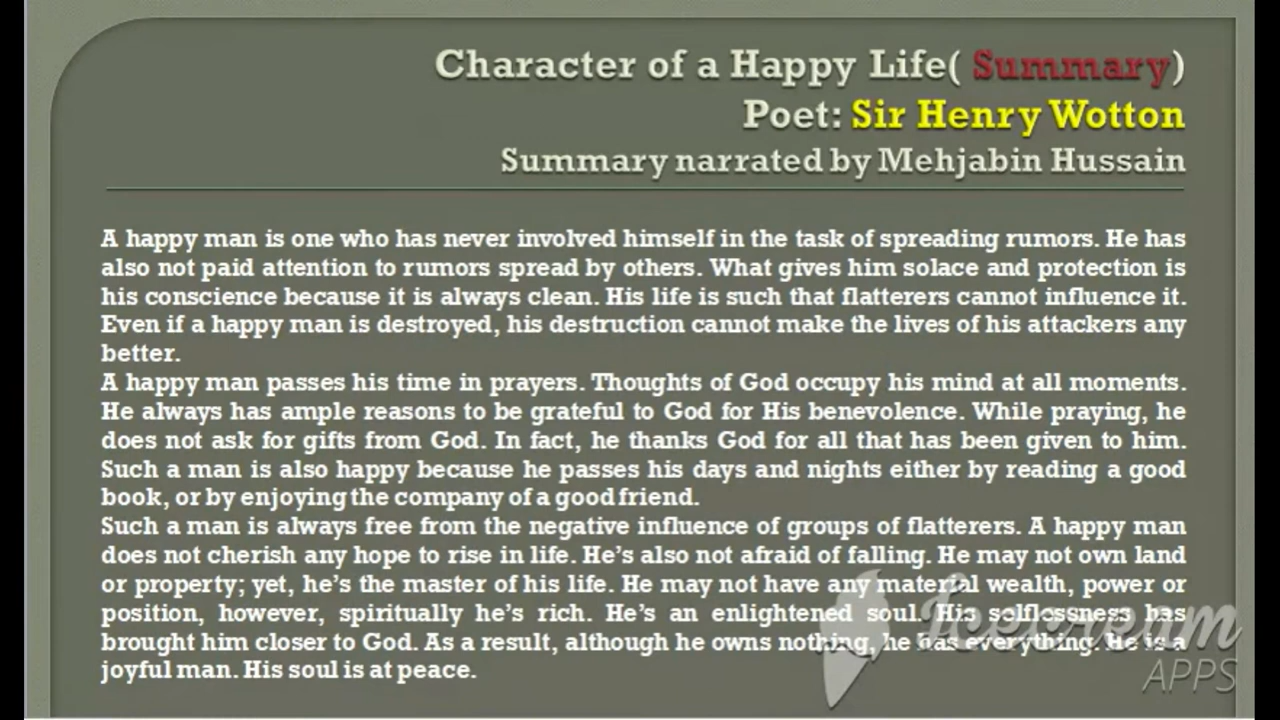 Character of a Happy Life( Summary)
Poet: Sir Henry Wotton
Summary narrated by Mehjabin Hussain
A happy man is one who has never involved himself in the task of spreading rumors. He has
also not paid attention to rumors spread by others. What gives him solace and protection is
his conscience because it is always clean. His life is such that flatterers cannot influence it.
Even if a happy man is destroyed, his destruction cannot make the lives of his attackers any
better.
A happy man passes his time in prayers. Thoughts of God occupy his mind at all moments.
He always has ample reasons to be grateful to God for His benevolence. While praying, he
does not ask for gifts from God. In fact, he thanks God for all that has been given to him.
Such a man is also happy because he passes his days and nights either by reading a good
book, or by enjoying the company of a good friend.
Such a man is always free from the negative influence of groups of flatterers. A happy man
does not cherish any hope to rise in life. He's also not afraid of falling. He may not own land
or property; yet, he's the master of his life. He may not have any material wealth, power or
position, however, spiritually he's rich. He's an enlightened soul. His selflessness has
brought him closer to God. As a result, although he owns nothing, he has everything. He is a
joyful man. His soul is at peace.
APPS